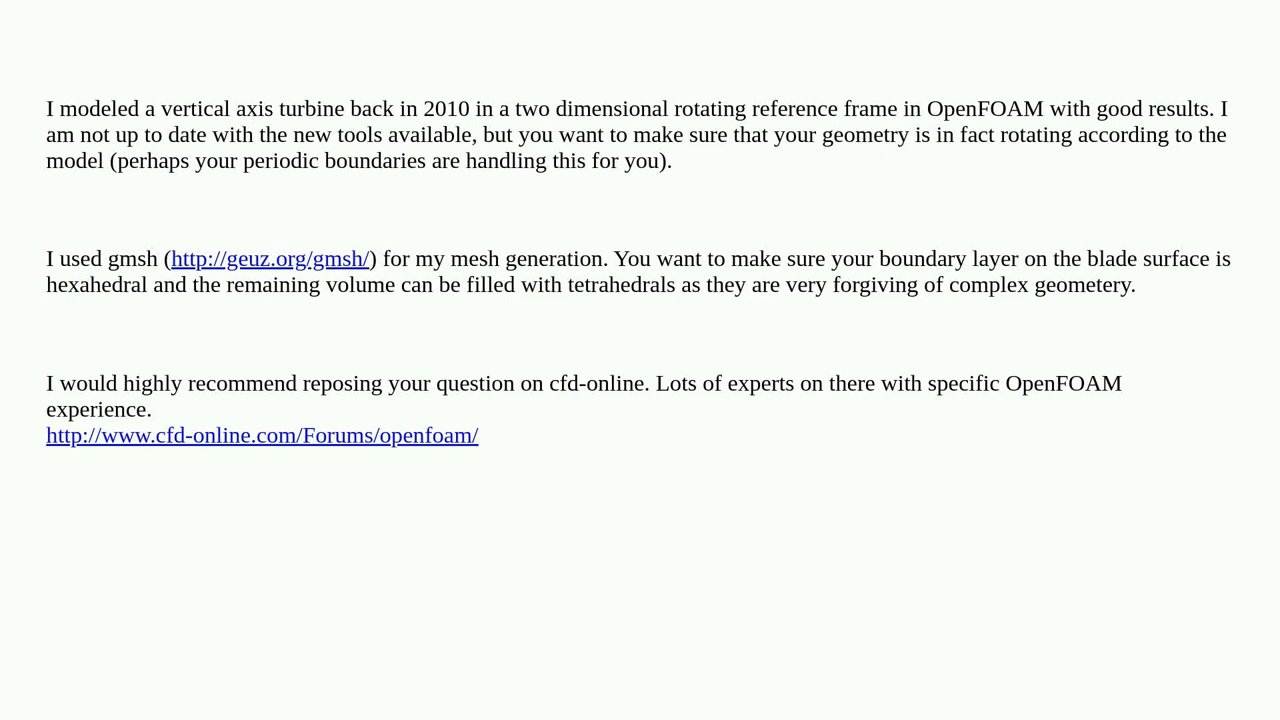 I modeled a vertical axis turbine back in 2010 in a two dimensional rotating reference frame in OpenFOAM with good results. I
am not up to date with the new tools available, but you want to make sure that your geometry is in fact rotating according to the
model (perhaps your periodic boundaries are handling this for you).
I used gmsh (http://geuz.org/gmsh/) for my mesh generation. You want to make sure your boundary layer on the blade surface is
hexahedral and the remaining volume can be filled with tetrahedrals as they are very forgiving of complex geometery.
I would highly recommend reposing your question on cfd-online. Lots of experts on there with specific OpenFOAM
experience.
http://www.cfd-online.com/Forums/openfoam/